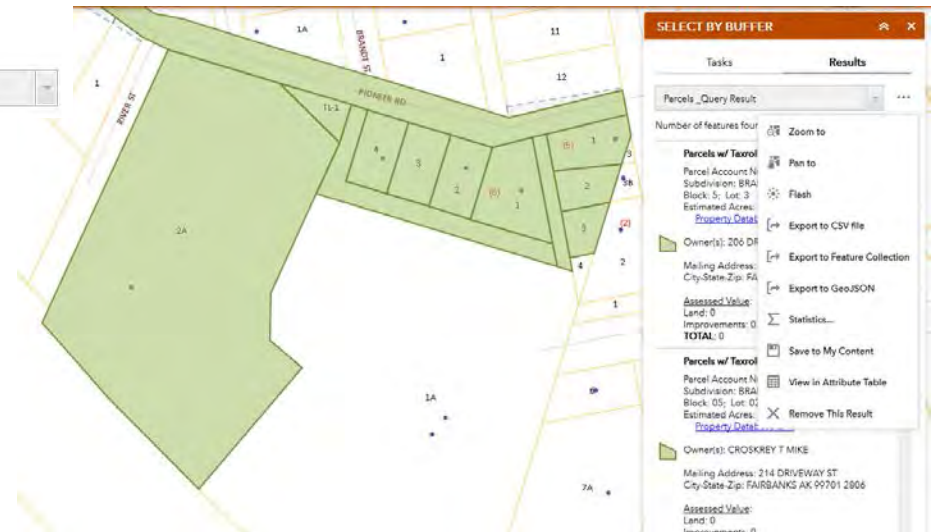 SELECT BY BUFFER
Tasks Results
Parcels _Query Result
Number of features four
Zoom to
Pan to
Flash
Export to CSV file
Export to Feature Collection
Export to GeoJSON
Statistics...
Save to My Content
View in Attribute Table
Remove This Result
Parcels w/ Taxrol
Parcel Account N
Subdivision: BRA
Block: 5; Lot: 3
Estimated Acres:
Property Datab
Owner(s): 206 DR
Mailing Address:
City-State-Zip: FA
Assessed Value:
Land: 0
Improvements: 0
TOTAL: 0
Parcels w/ Taxrol
Parcel Account N
Subdivision: BRA
Block: 05; Lot: 02
Estimated Acres:
Owner(s): CROSKREY T MIKE
Mailing Address: 214 DRIVEWAY ST
City-State-Zip: FAIRBANKS AK 99701 2806
Assessed Value:
Land: 0
Improvements: 0
1A
BRANDT ST
11
1
12
1
RIVER ST
PIONEER RD
TL-1
4
3
2
(6)
1
(5)
1
3
2
3B
3
(2)
4
2
1
2A
1A
7A